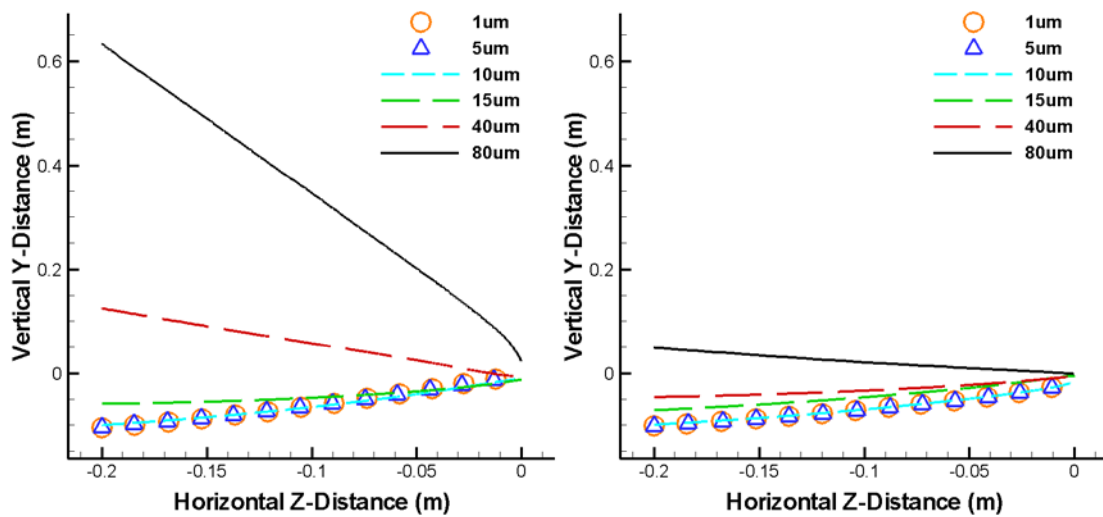 1um
5um
10um
15um
40um
80um
0.6
0.4
0.2
0
Vertical Y-Distance (m)
-0.2
-0.15
-0.1
-0.05
0
Horizontal Z-Distance (m)
1um
5um
10um
15um
40um
80um
0.6
0.4
0.2
0
Vertical Y-Distance (m)
-0.2
-0.15
-0.1
-0.05
0
Horizontal Z-Distance (m)